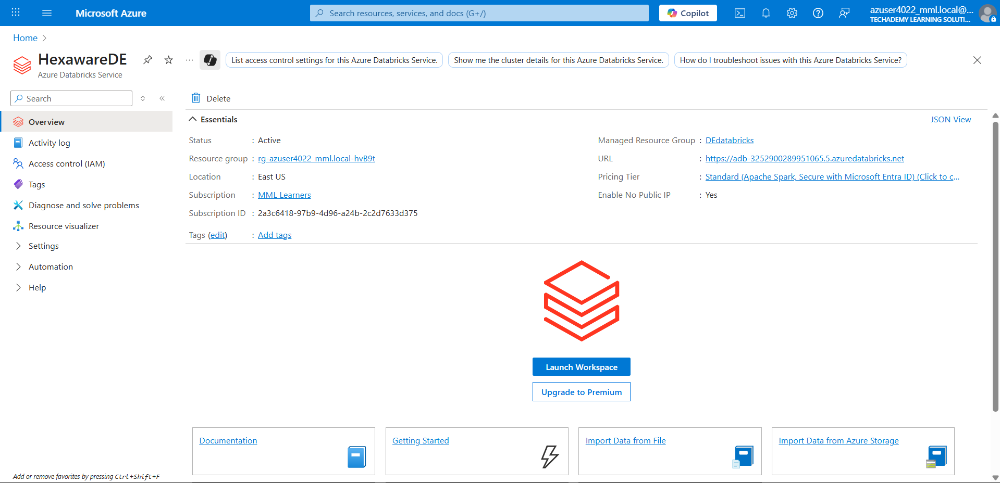 Microsoft Azure
Search resources, services, and docs (G+/)
Copilot
azuser4022_mml.local@...
TECHADEMY LEARNING SOLUTI...
Home
HexawareDE
Azure Databricks Service
...
List access control settings for this Azure Databricks Service.
Show me the cluster details for this Azure Databricks Service.
How do I troubleshoot issues with this Azure Databricks Service?
Search
Overview
Activity log
Access control (IAM)
Tags
Diagnose and solve problems
Resource visualizer
Settings
Automation
Help
Add or remove favorites by pressing Ctrl+Shift+F
Delete
Essentials
JSON View
Status : Active
Resource group : rg-azuser4022_mml.local-hvB9t
Location : East US
Subscription : MML Learners
Subscription ID : 2a3c6418-97b9-4d96-a24b-2c2d7633d375
Tags (edit) : Add tags
Managed Resource Group : DEdatabricks
URL : https://adb-3252900289951065.5.azuredatabricks.net
Pricing Tier : Standard (Apache Spark, Secure with Microsoft Entra ID) (Click to c...
Enable No Public IP : Yes
Launch Workspace
Upgrade to Premium
Documentation
Getting Started
Import Data from File
Import Data from Azure Storage